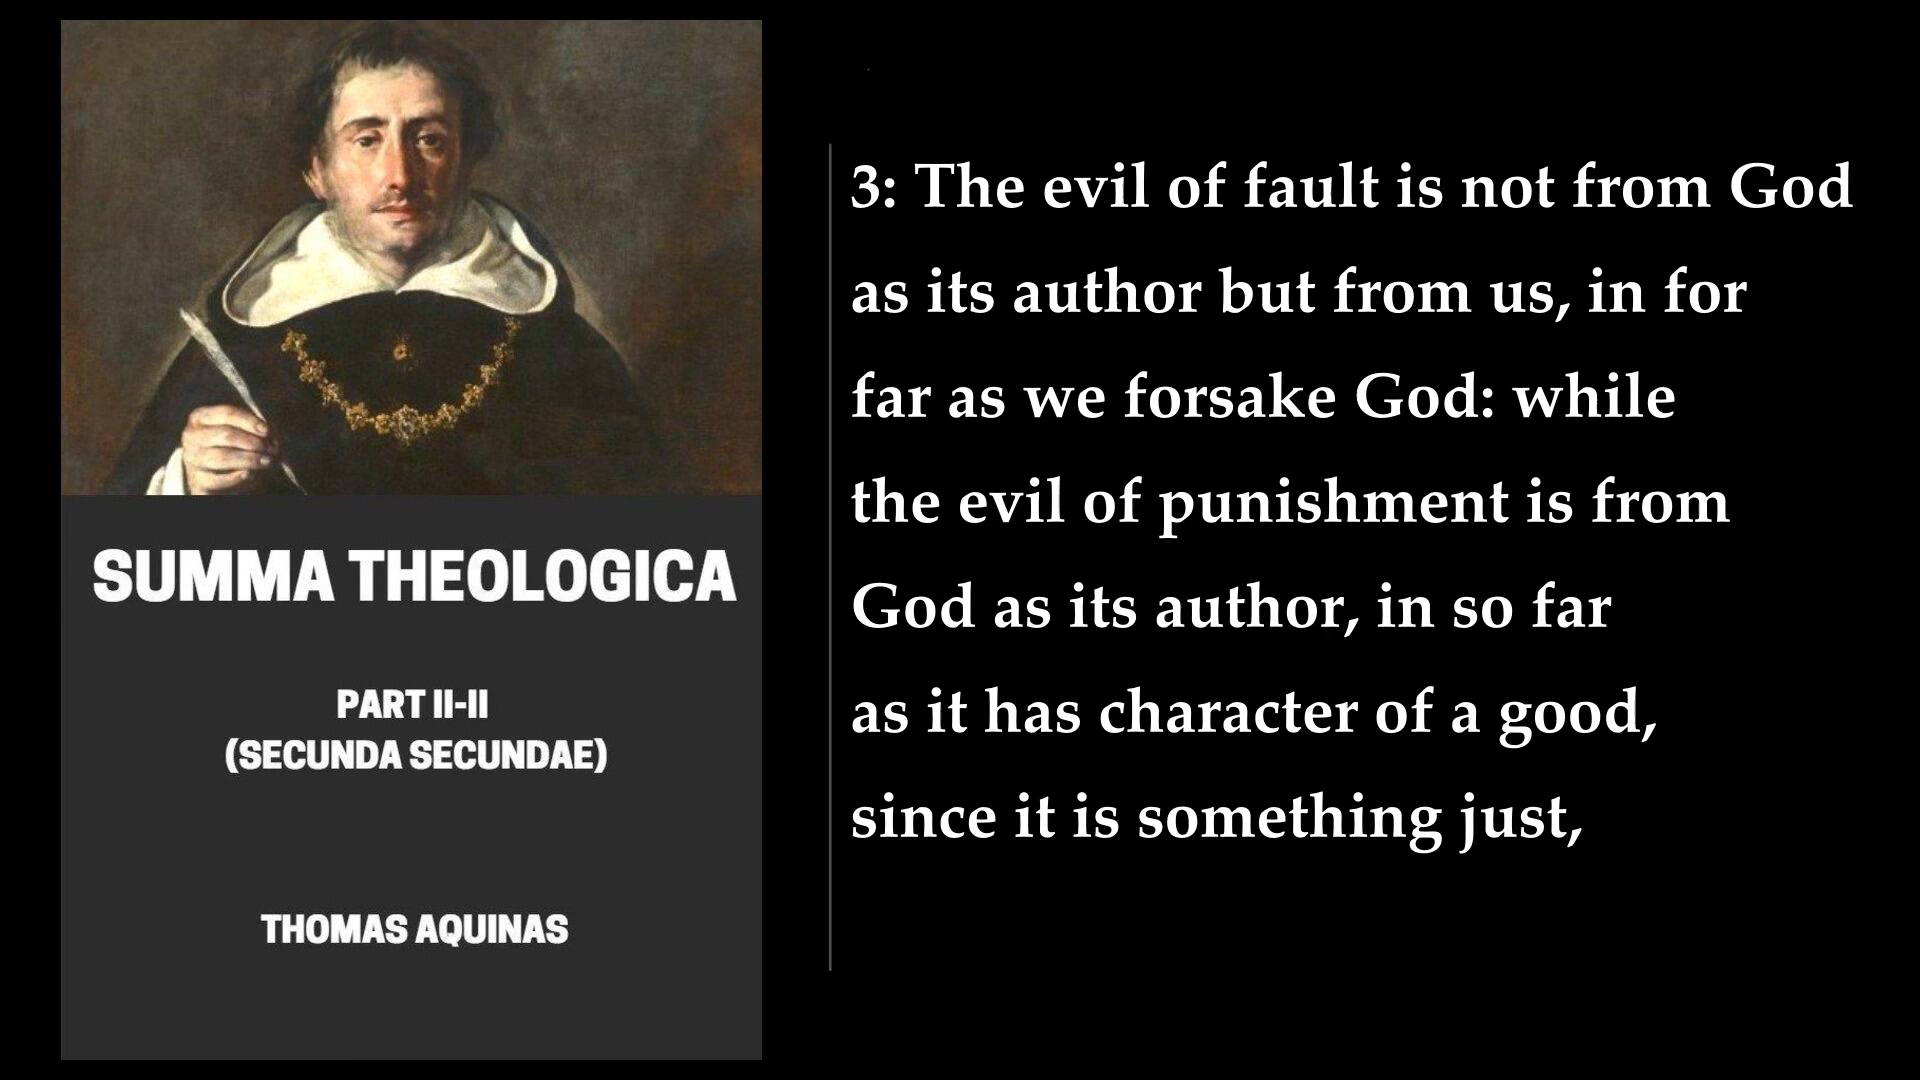 SUMMA THEOLOGICA
PART II-II
(SECUNDA SECUNDAE)
THOMAS AQUINAS
3: The evil of fault is not from God
as its author but from us, in for
far as we forsake God: while
the evil of punishment is from
God as its author, in so far
as it has character of a good,
since it is something just,